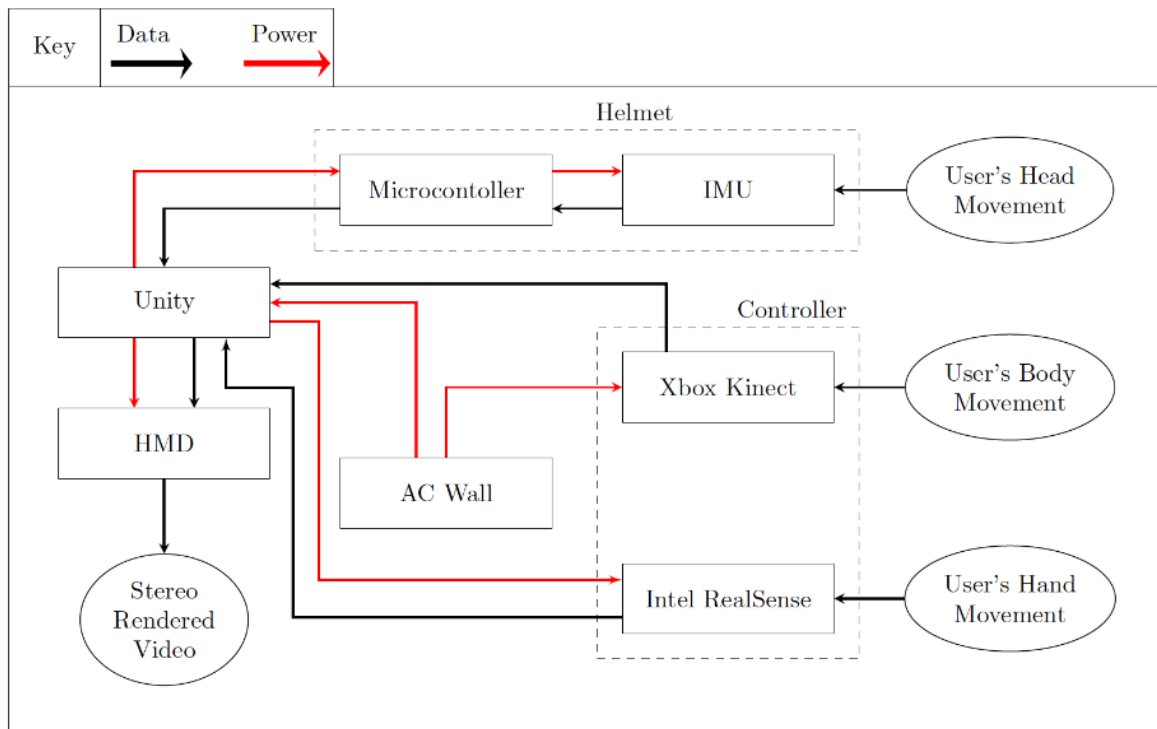 Key
Data
Power
Helmet
Microcontoller
IMU
User's Head
Movement
Unity
Controller
Xbox Kinect
User's Body
Movement
HMD
AC Wall
Stereo
Rendered
Video
Intel RealSense
User's Hand
Movement